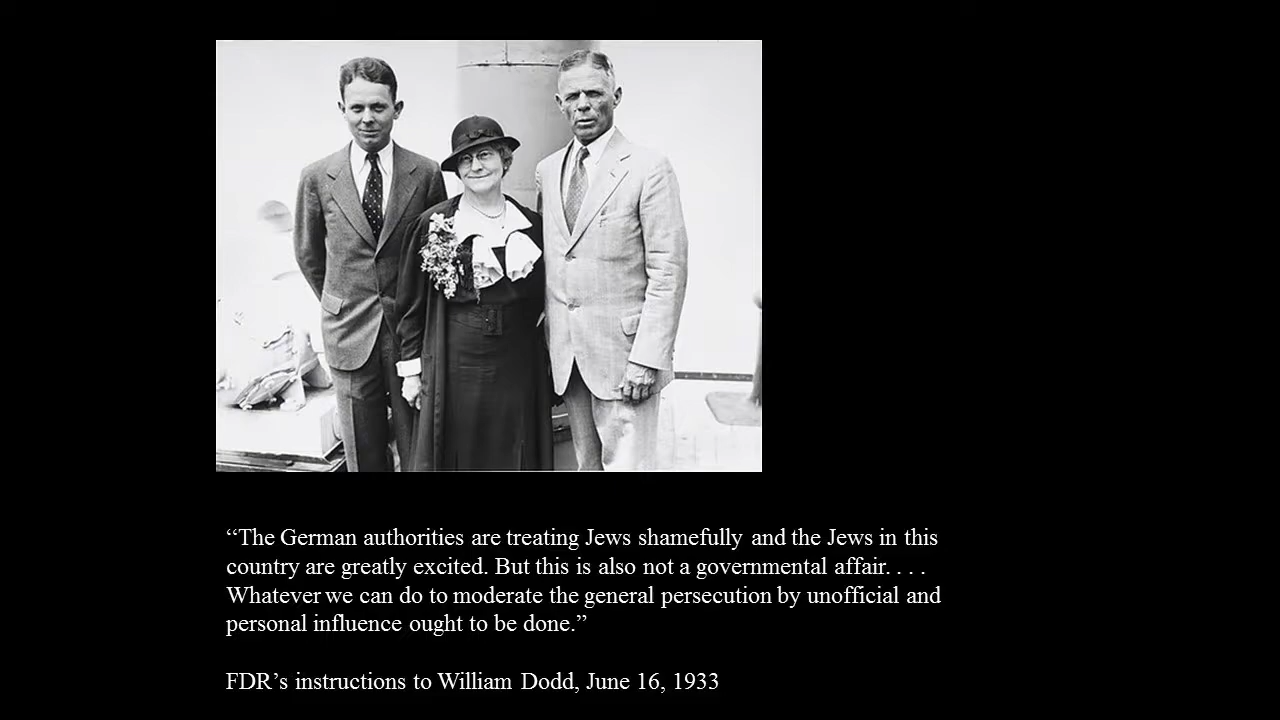 “The German authorities are treating Jews shamefully and the Jews in this
country are greatly excited. But this is also not a governmental affair. . . .
Whatever we can do to moderate the general persecution by unofficial and
personal influence ought to be done.”
FDR’s instructions to William Dodd, June 16, 1933